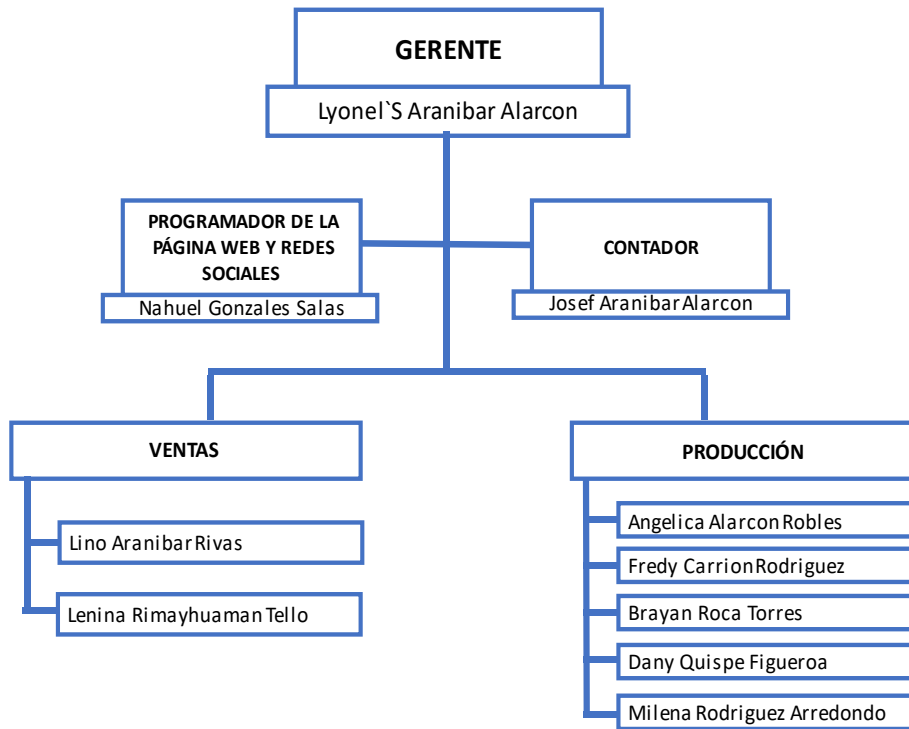 GERENTE
Lyonel`S Aranibar Alarcon
PROGRAMADOR DE LA
PÁGINA WEB Y REDES
SOCIALES
Nahuel Gonzales Salas
CONTADOR
Josef Aranibar Alarcon
VENTAS
Lino Aranibar Rivas
Lenina Rimayhuaman Tello
PRODUCCIÓN
Angelica Alarcon Robles
Fredy Carrion Rodriguez
Brayan Roca Torres
Dany Quispe Figueroa
Milena Rodriguez Arredondo